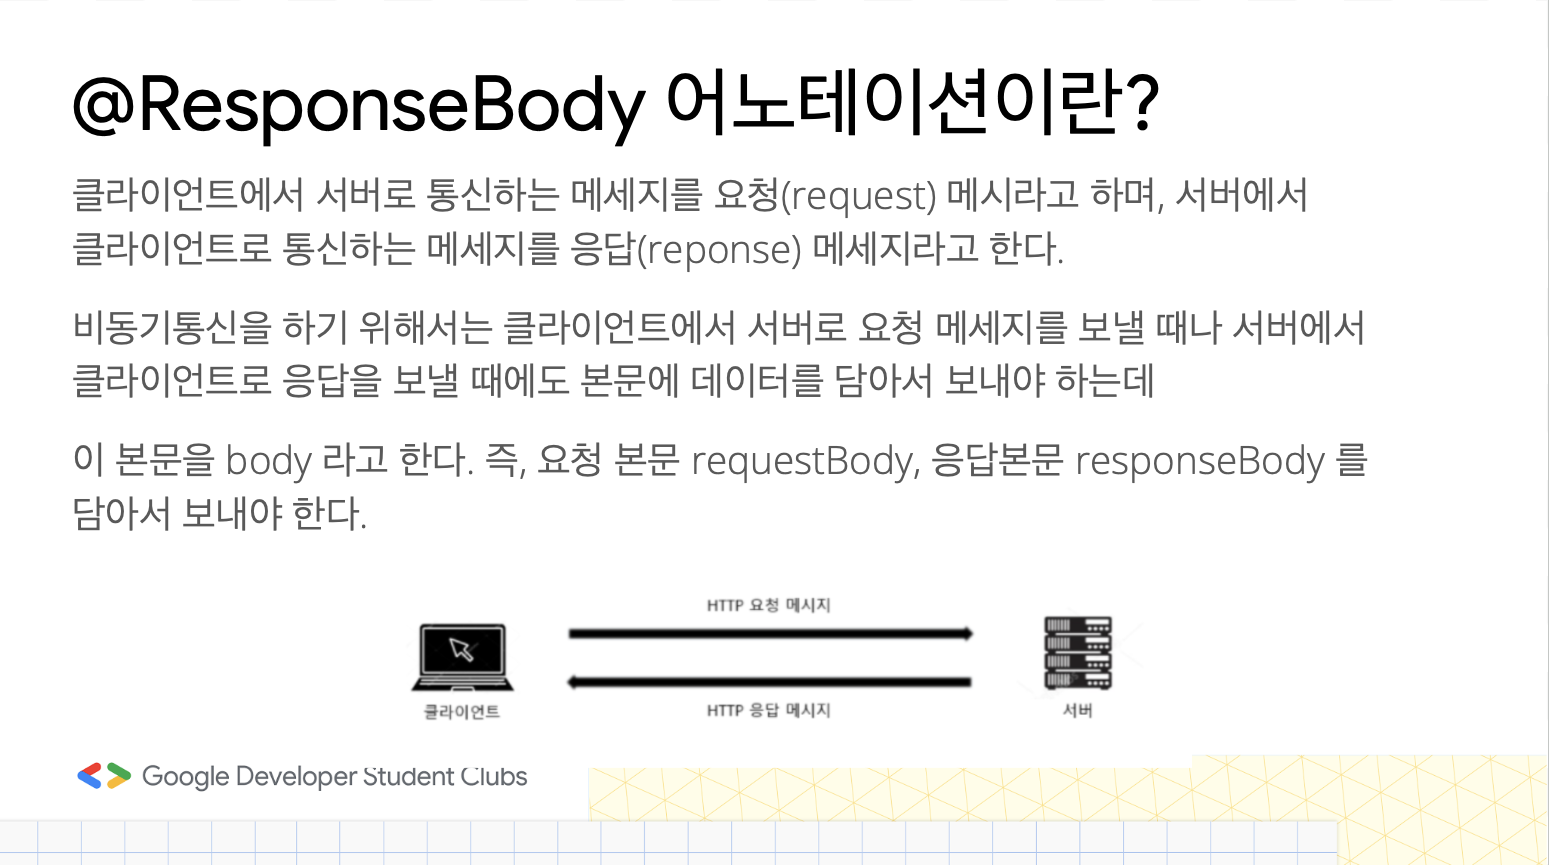 @ResponseBody 어노테이션이란?
클라이언트에서 서버로 통신하는 메세지를 요청(request) 메시라고 하며, 서버에서
클라이언트로 통신하는 메세지를 응답(reponse) 메세지라고 한다.
비동기통신을 하기 위해서는 클라이언트에서 서버로 요청 메세지를 보낼 때나 서버에서
클라이언트로 응답을 보낼 때에도 본문에 데이터를 담아서 보내야 하는데
이 본문을 body 라고 한다. 즉, 요청 본문 requestBody, 응답본문 responseBody 를
담아서 보내야 한다.
HTTP 요청 메시지
클라이언트
HTTP 응답 메시지
서버
Google Developer Student Clubs